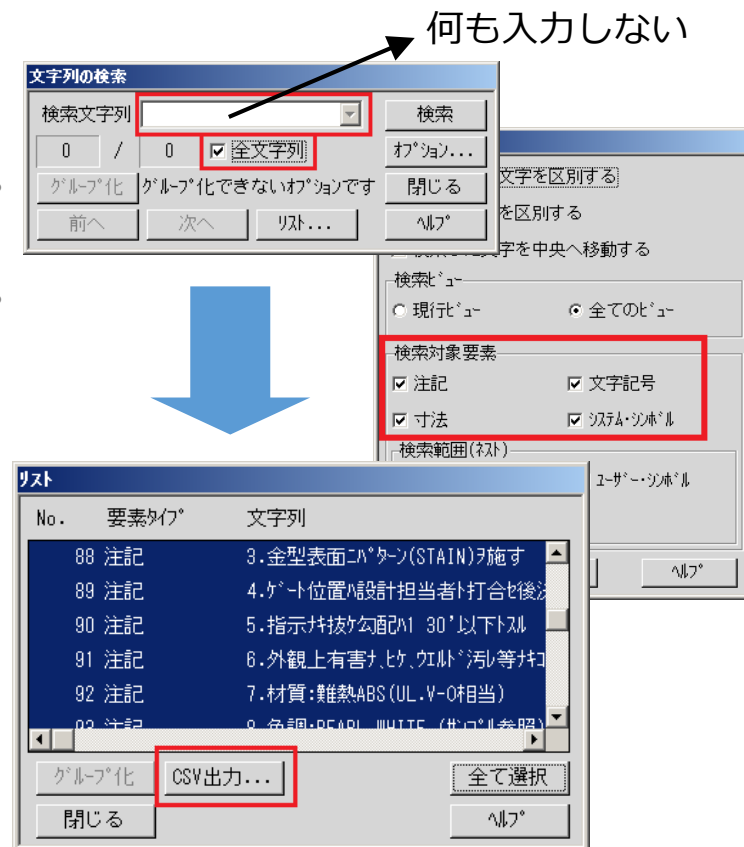 何も入力しない
文字列の検索
検索文字列
検索
0 / 0 全文字列
ｵﾌﾟｼｮﾝ...
ｸﾞﾙｰﾌﾟ化 ｸﾞﾙｰﾌﾟ化できないｵﾌﾟｼｮﾝです 閉じる
前へ 次へ ﾘｽﾄ... ﾍﾙﾌﾟ
文字を区別する
を区別する
文字を中央へ移動する
検索ﾋﾞｭｰ
現行ﾋﾞｭｰ 全てのﾋﾞｭｰ
検索対象要素
注記 文字記号
寸法 ｼｽﾃﾑ･ｼﾝﾎﾞﾙ
検索範囲(ﾈｽﾄ)
ﾕｰｻﾞｰ･ｼﾝﾎﾞﾙ
ﾍﾙﾌﾟ
ﾘｽﾄ
No. 要素ﾀｲﾌﾟ 文字列
88 注記 3.金型表面ﾆﾊﾟﾀｰﾝ(STAIN)ｦ施す
89 注記 4.ｹﾞｰﾄ位置ﾊ設計担当者ﾄ打合ｾ後
90 注記 5.指示ﾅｷ抜ｹ勾配ﾊ1 30'以下ﾄｽﾙ
91 注記 6.外観上有害ﾅ､ﾋｹ､ｳｴﾙﾄﾞ汚ﾚ等ﾅｷｺ
92 注記 7.材質:難熱ABS(UL.V-0相当)
93 注記 8.色調:PEARL WHITE (ｻﾝﾌﾟﾙ参照)
ｸﾞﾙｰﾌﾟ化 CSV出力... 全て選択
閉じる ﾍﾙﾌﾟ